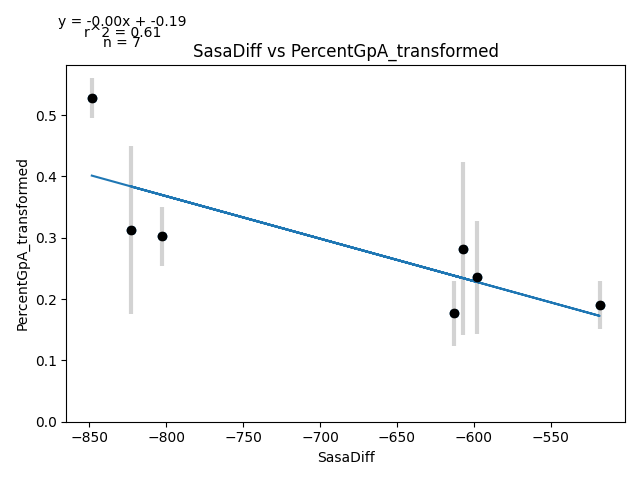 y = -0.00x + -0.19
r^2 = 0.61
n = 7
SasaDiff vs PercentGpA_transformed
PercentGpA_transformed
0.5
0.4
0.3
0.2
0.1
0.0
−850 −800 −750 −700 −650 −600 −550
SasaDiff